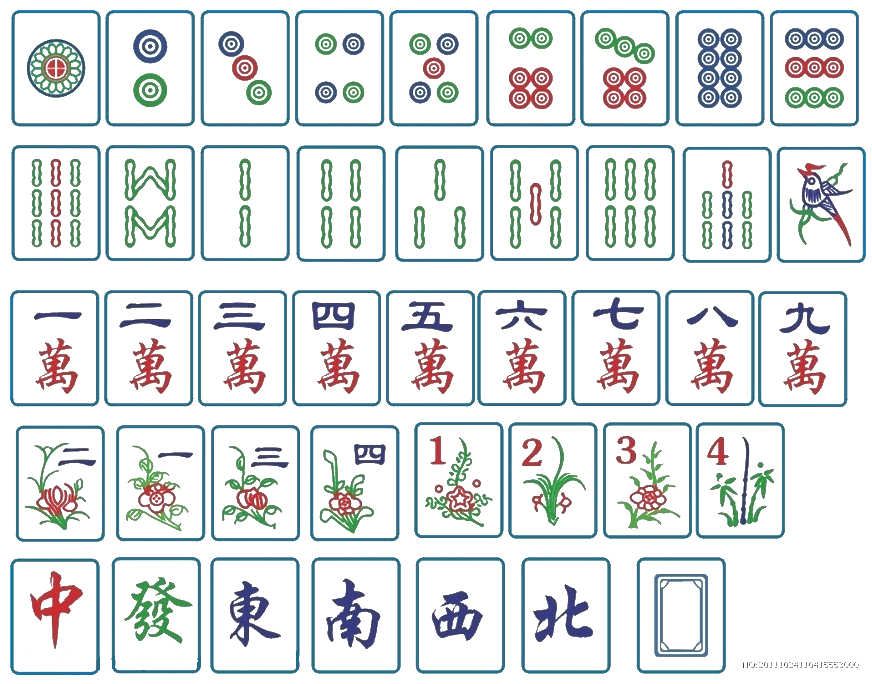 一 二 三 四 五 六 七 八 九
萬 萬 萬 萬 萬 萬 萬 萬 萬
二 一 三 四 1 2 3 4
中 發 東 南 西 北
NO:20111024110415553000